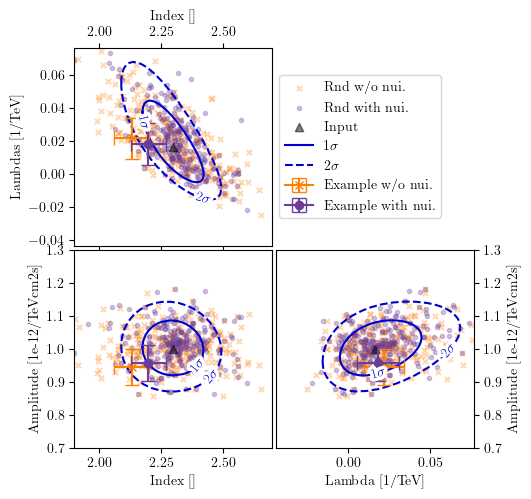 Index []
2.00 2.25 2.50
Lambdas [1/TeV]
0.06
0.04
0.02
0.00
−0.02
−0.04
1σ
2σ
Rnd w/o nui.
Rnd with nui.
Input
1σ
2σ
Example w/o nui.
Example with nui.
Amplitude [1e-12/TeVcm2s]
1.3
1.2
1.1
1.0
0.9
0.8
0.7
1σ
2σ
2.00 2.25 2.50
Index []
1σ
2σ
0.00 0.05
Lambda [1/TeV]
1.3
1.2
1.1
1.0
0.9
0.8
0.7
Amplitude [1e-12/TeVcm2s]